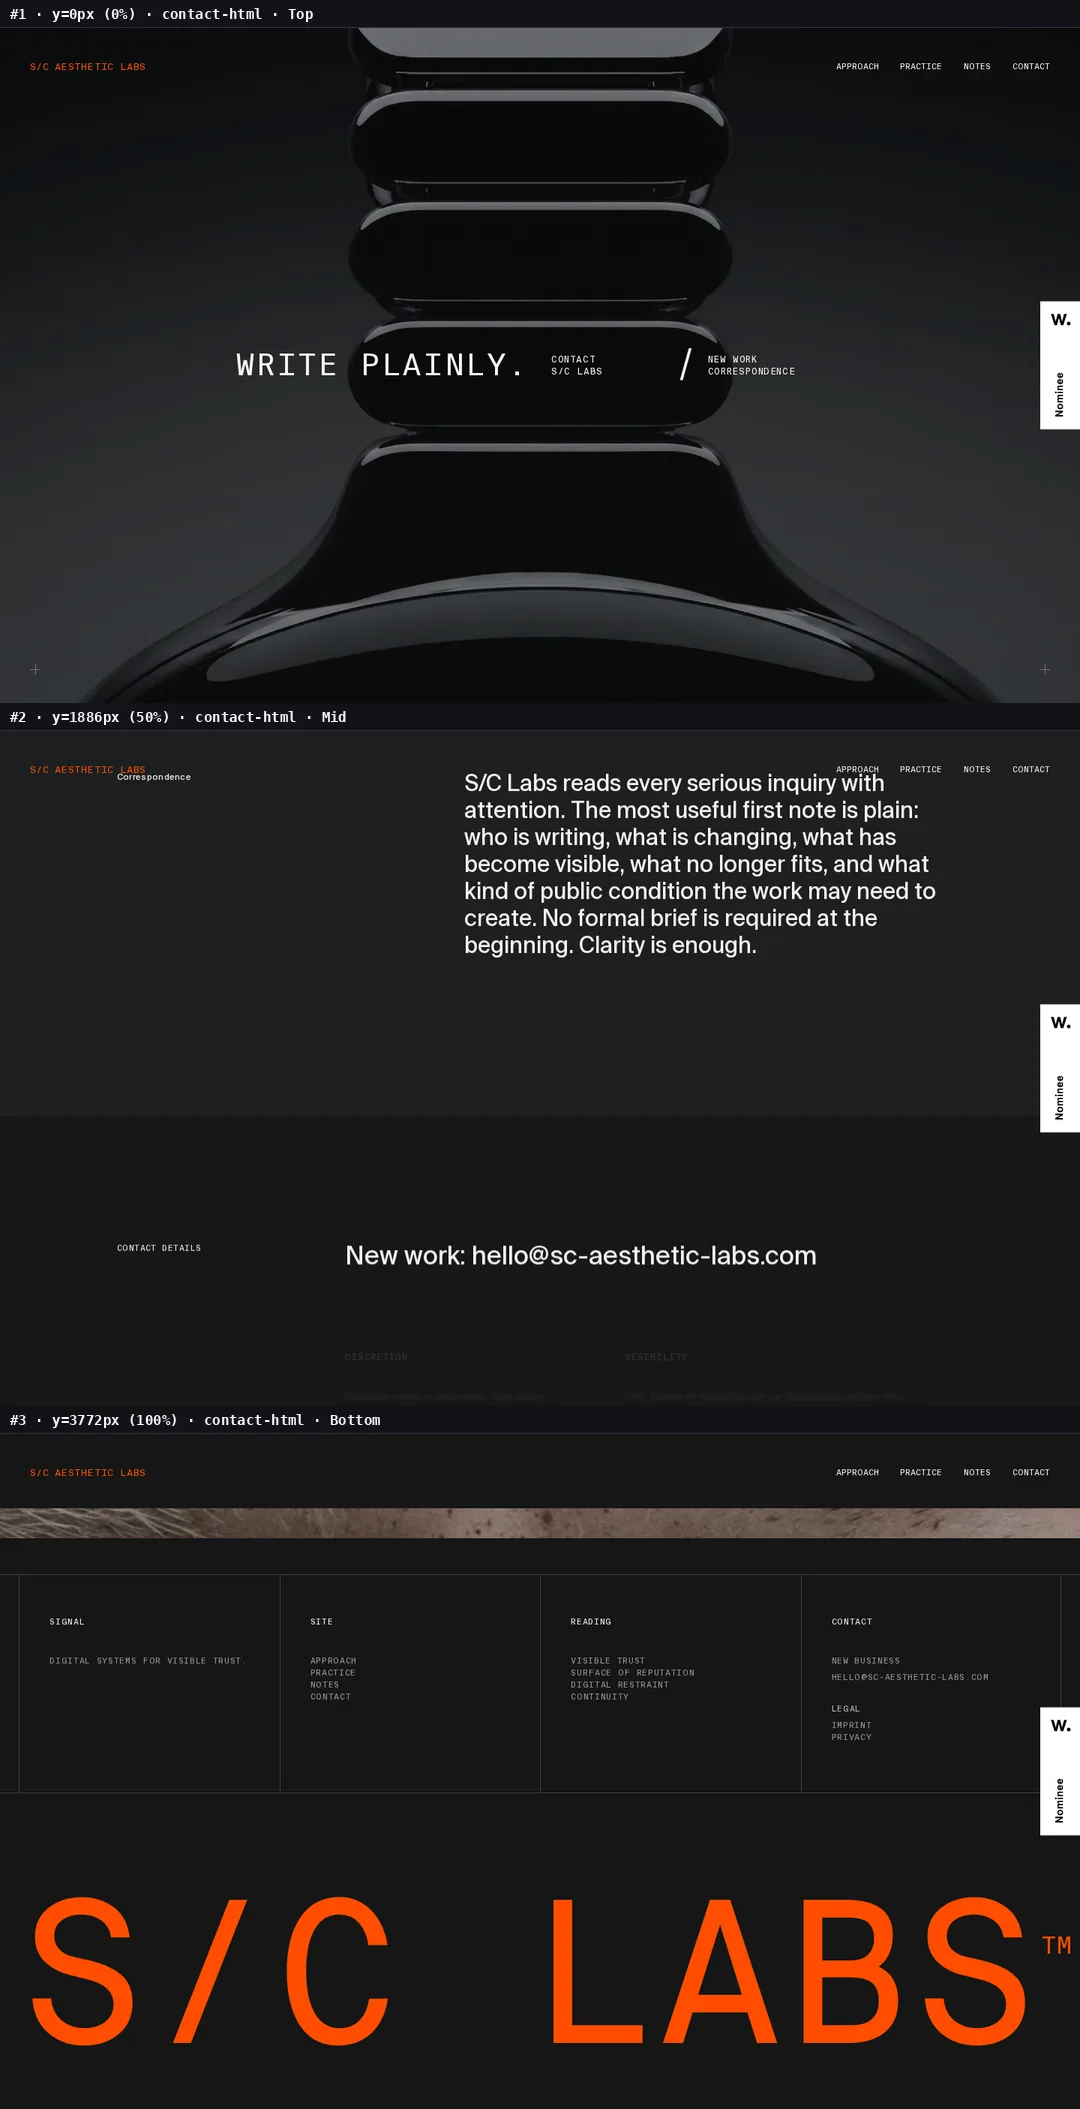 #1 · y=0px (0%) · contact-html · Top
S/C AESTHETIC LABS
APPROACH PRACTICE NOTES CONTACT
WRITE PLAINLY.
CONTACT
S/C LABS
/
NEW WORK
CORRESPONDENCE
W.
Nominee
#2 · y=1886px (50%) · contact-html · Mid
S/C AESTHETIC LABS
APPROACH PRACTICE NOTES CONTACT
Correspondence
S/C Labs reads every serious inquiry with
attention. The most useful first note is plain:
who is writing, what is changing, what has
become visible, what no longer fits, and what
kind of public condition the work may need to
create. No formal brief is required at the
beginning. Clarity is enough.
W.
Nominee
CONTACT DETAILS
New work: hello@sc-aesthetic-labs.com
DISCRETION
VISIBILITY
#3 · y=3772px (100%) · contact-html · Bottom
S/C AESTHETIC LABS
APPROACH PRACTICE NOTES CONTACT
SIGNAL
DIGITAL SYSTEMS FOR VISIBLE TRUST.
SITE
APPROACH
PRACTICE
NOTES
CONTACT
READING
VISIBLE TRUST
SURFACE OF REPUTATION
DIGITAL RESTRAINT
CONTINUITY
CONTACT
NEW BUSINESS
HELLO@SC-AESTHETIC-LABS.COM
LEGAL
IMPRINT
PRIVACY
W.
Nominee
S/C LABS™